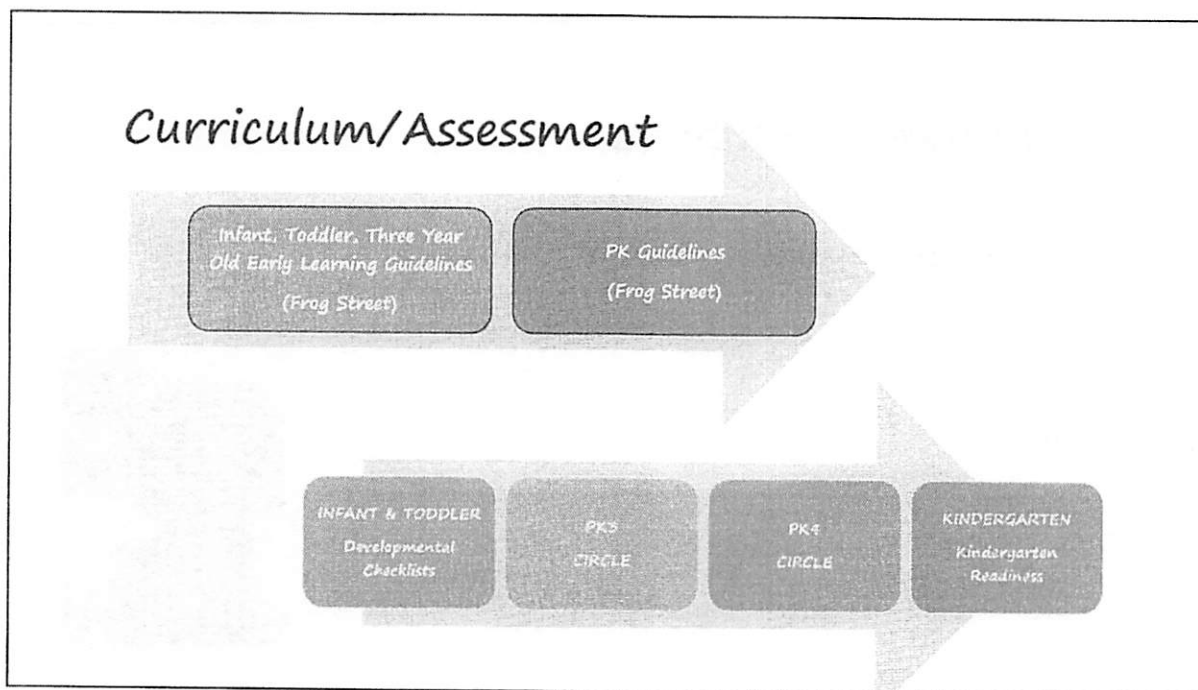 Curriculum/Assessment
Infant, Toddler, Three Year
Old Early Learning Guidelines
(Frog Street)
PK Guidelines
(Frog Street)
INFANT & TODDLER
Developmental
Checklists
PK3
CIRCLE
PK4
CIRCLE
KINDERGARTEN
Kindergarten
Readiness